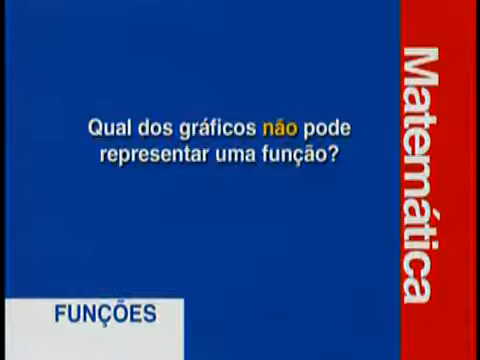 Qual dos gráficos não pode
representar uma função?
Matemática
FUNÇÕES